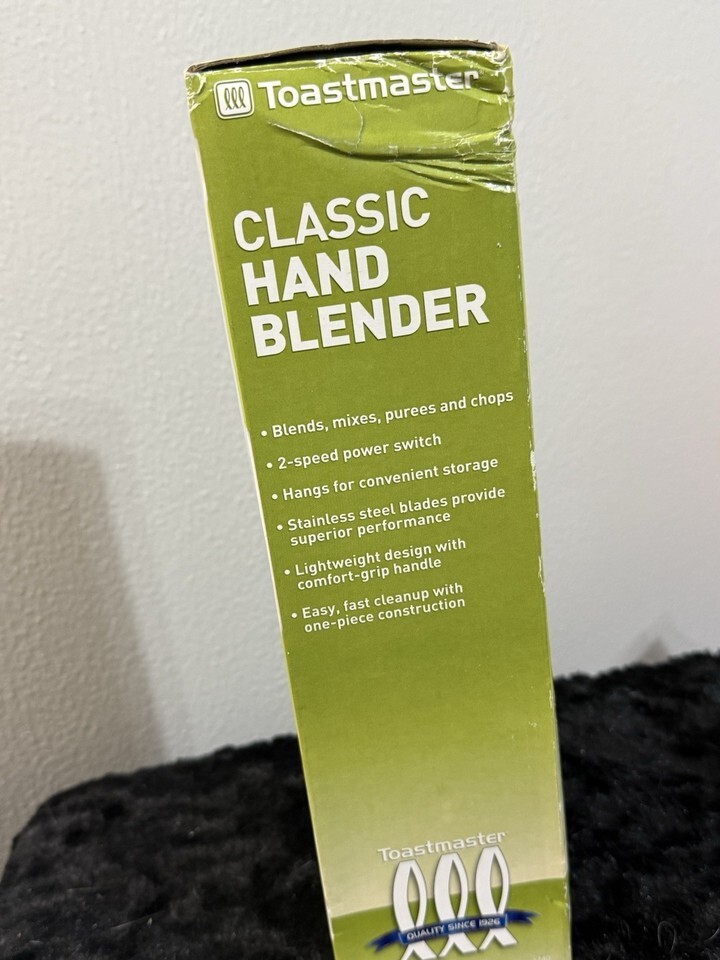 Toastmaster
CLASSIC
HAND
BLENDER
• Blends, mixes, purees and chops
• 2-speed power switch
• Hangs for convenient storage
• Stainless steel blades provide
superior performance
• Lightweight design with
comfort-grip handle
• Easy, fast cleanup with
one-piece construction
Toastmaster
QUALITY SINCE 1926